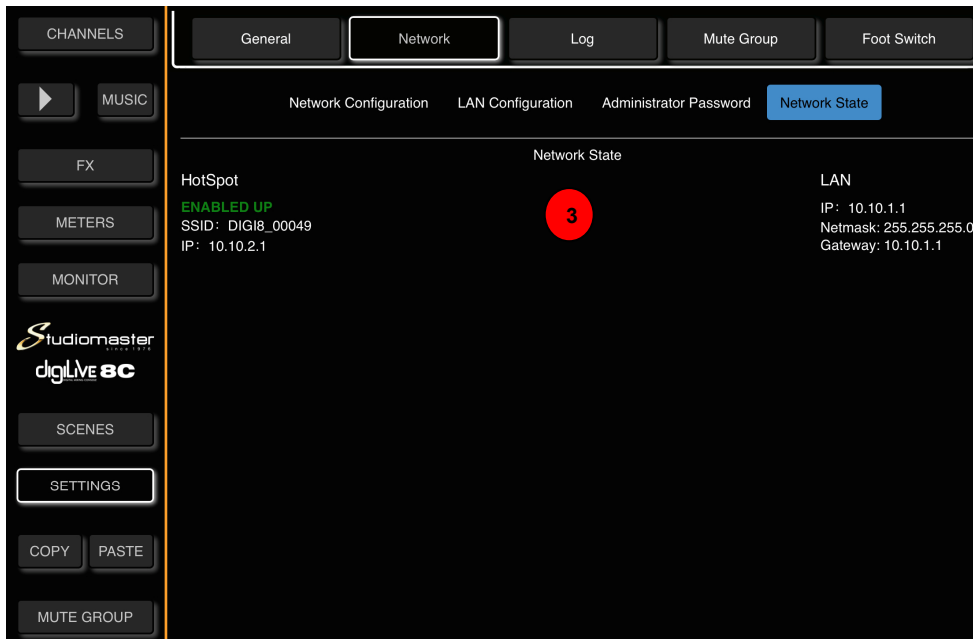 CHANNELS
MUSIC
FX
METERS
MONITOR
Studiomaster
since 1976
digiLiVE 8C
SCENES
SETTINGS
COPY PASTE
MUTE GROUP
General Network Log Mute Group Foot Switch
Network Configuration LAN Configuration Administrator Password Network State
Network State
HotSpot
ENABLED UP
SSID: DIGI8_00049
IP: 10.10.2.1
3
LAN
IP: 10.10.1.1
Netmask: 255.255.255.0
Gateway: 10.10.1.1